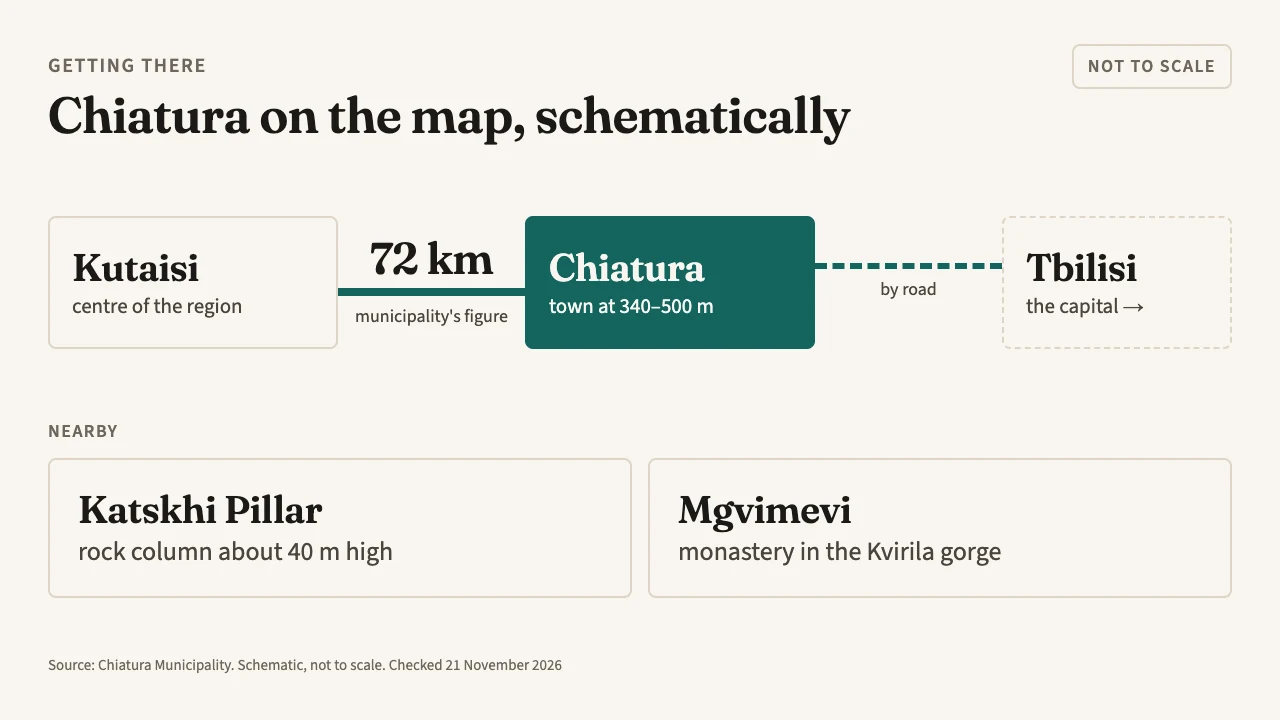 GETTING THERE
NOT TO SCALE
Chiatura on the map, schematically
Kutaisi
centre of the region
72 km
municipality's figure
Chiatura
town at 340–500 m
by road
Tbilisi
the capital →
NEARBY
Katskhi Pillar
rock column about 40 m high
Mgvimevi
monastery in the Kvirila gorge
Source: Chiatura Municipality. Schematic, not to scale. Checked 21 November 2026